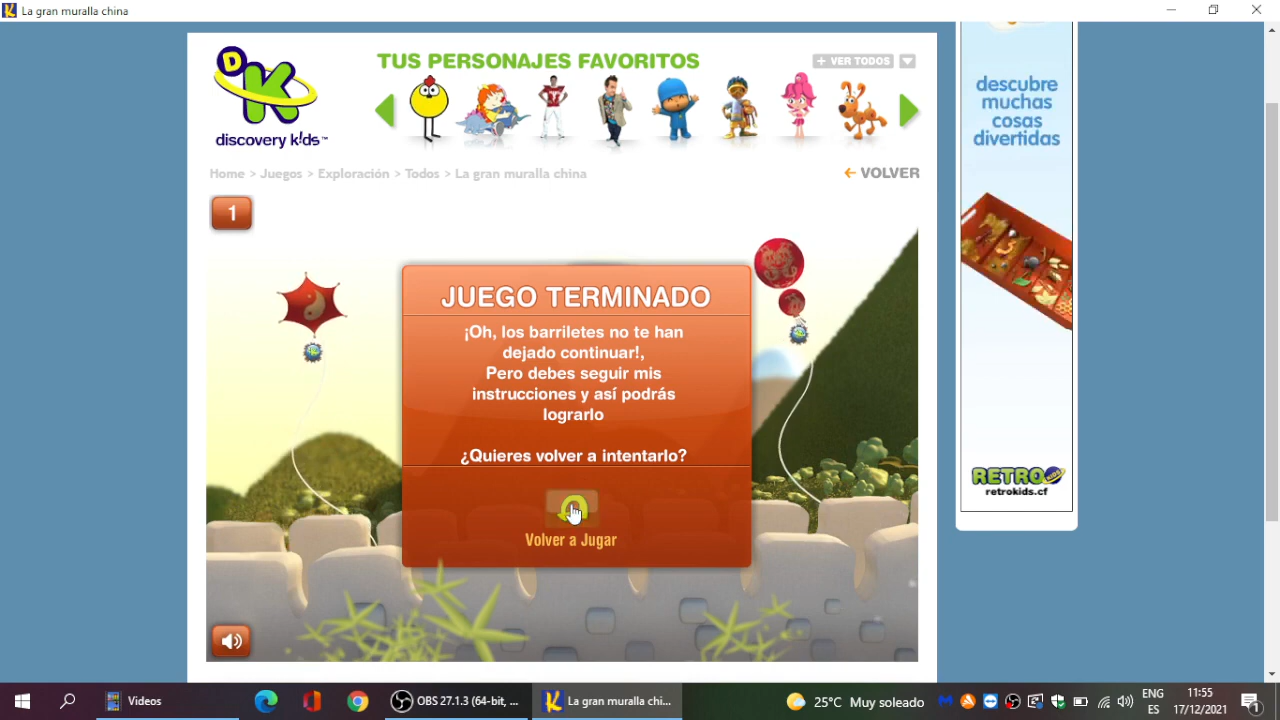 La gran muralla china
D
K
discovery k!ds™
TUS PERSONAJES FAVORITOS
+ VER TODOS
Home > Juegos > Exploración > Todos > La gran muralla china
← VOLVER
1
JUEGO TERMINADO
¡Oh, los barriletes no te han
dejado continuar!,
Pero debes seguir mis
instrucciones y así podrás
lograrlo
¿Quieres volver a intentarlo?
Volver a Jugar
descubre
muchas
cosas
divertidas
RETRO
retrokids.cf
Videos
OBS 27.1.3 (64-bit, ...
La gran muralla chi...
25°C Muy soleado
ENG
ES
11:55
17/12/2021
1